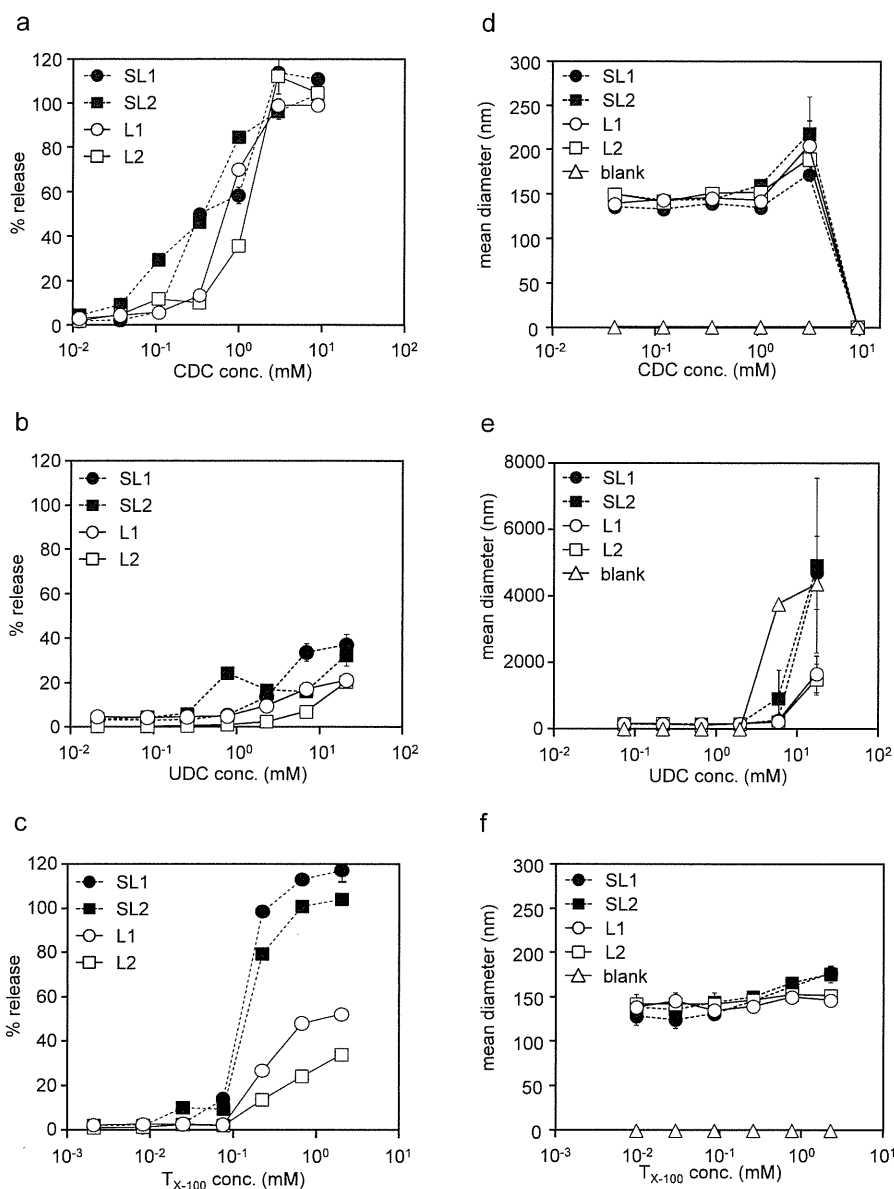 a
120
100
80
60
40
20
0
% release
SL1
SL2
L1
L2
10-2 10-1 100 101 102
CDC conc. (mM)
d
300
250
200
150
100
50
0
mean diameter (nm)
SL1
SL2
L1
L2
blank
10-2 10-1 100 101
CDC conc. (mM)
b
120
100
80
60
40
20
0
% release
SL1
SL2
L1
L2
10-2 10-1 100 101 102
UDC conc. (mM)
e
8000
6000
4000
2000
0
mean diameter (nm)
SL1
SL2
L1
L2
blank
10-2 10-1 100 101 102
UDC conc. (mM)
c
120
100
80
60
40
20
0
% release
SL1
SL2
L1
L2
10-3 10-2 10-1 100 101
TX-100 conc. (mM)
f
300
250
200
150
100
50
0
mean diameter (nm)
SL1
SL2
L1
L2
blank
10-3 10-2 10-1 100 101
TX-100 conc. (mM)